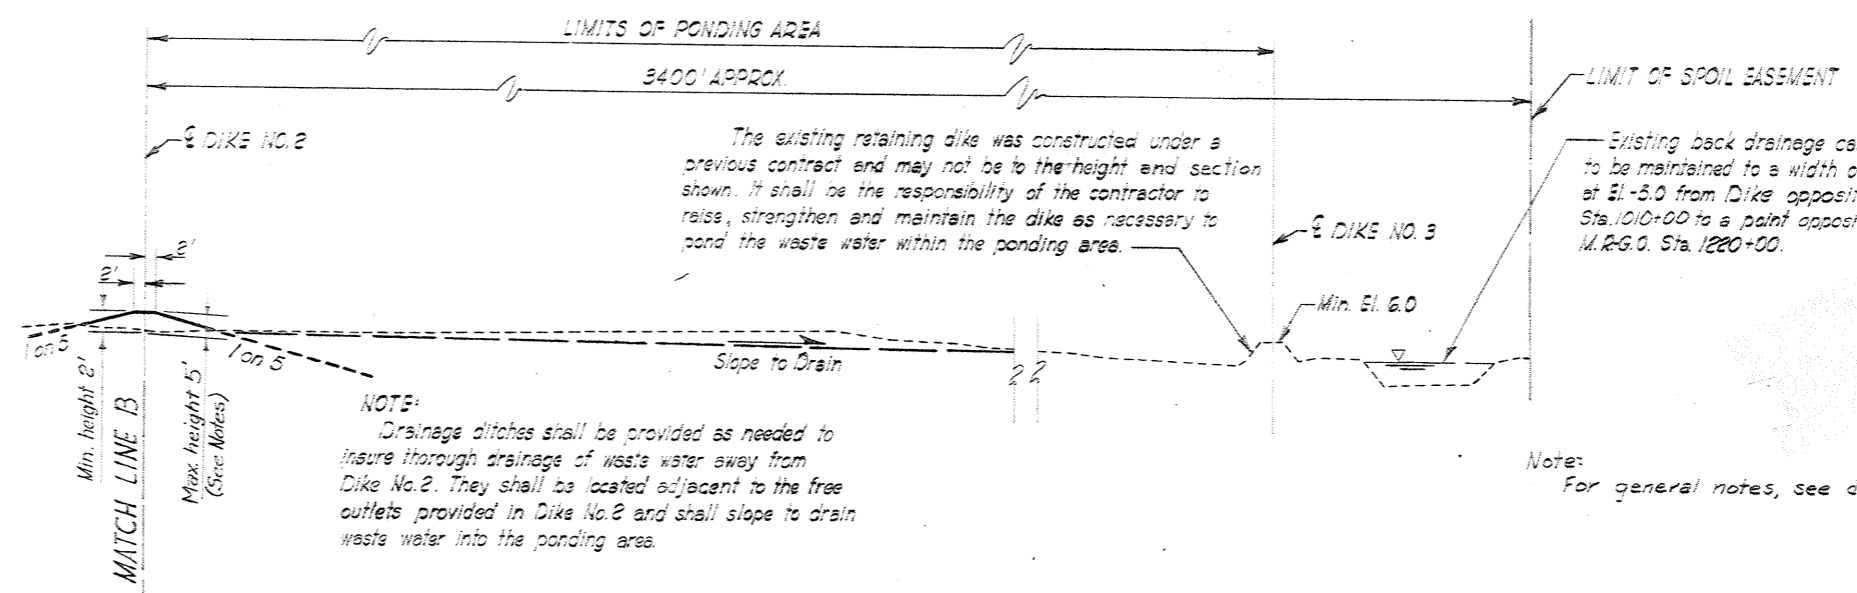 LIMITS OF PONDING AREA
3400' APPROX.
LIMIT OF SPOIL EASEMENT
℄ DIKE NO. 2
The existing retaining dike was constructed under a
previous contract and may not be to the height and section
shown. It shall be the responsibility of the contractor to
raise, strengthen and maintain the dike as necessary to
pond the waste water within the ponding area.
Existing back drainage ca
to be maintained to a width o
at El.-5.0 from Dike opposit
Sta. 1010+00 to a point opposi
M.R-G.O. Sta. 1220+00.
℄ DIKE NO. 3
2'
2'
Min. El. 6.0
1 on 5
1 on 5
Slope to Drain
2 2
Min. height 2'
MATCH LINE B
Max. height 5'
(See Notes)
NOTE:
Drainage ditches shall be provided as needed to
insure thorough drainage of waste water away from
Dike No. 2. They shall be located adjacent to the free
outlets provided in Dike No. 2 and shall slope to drain
waste water into the ponding area.
Note:
For general notes, see d